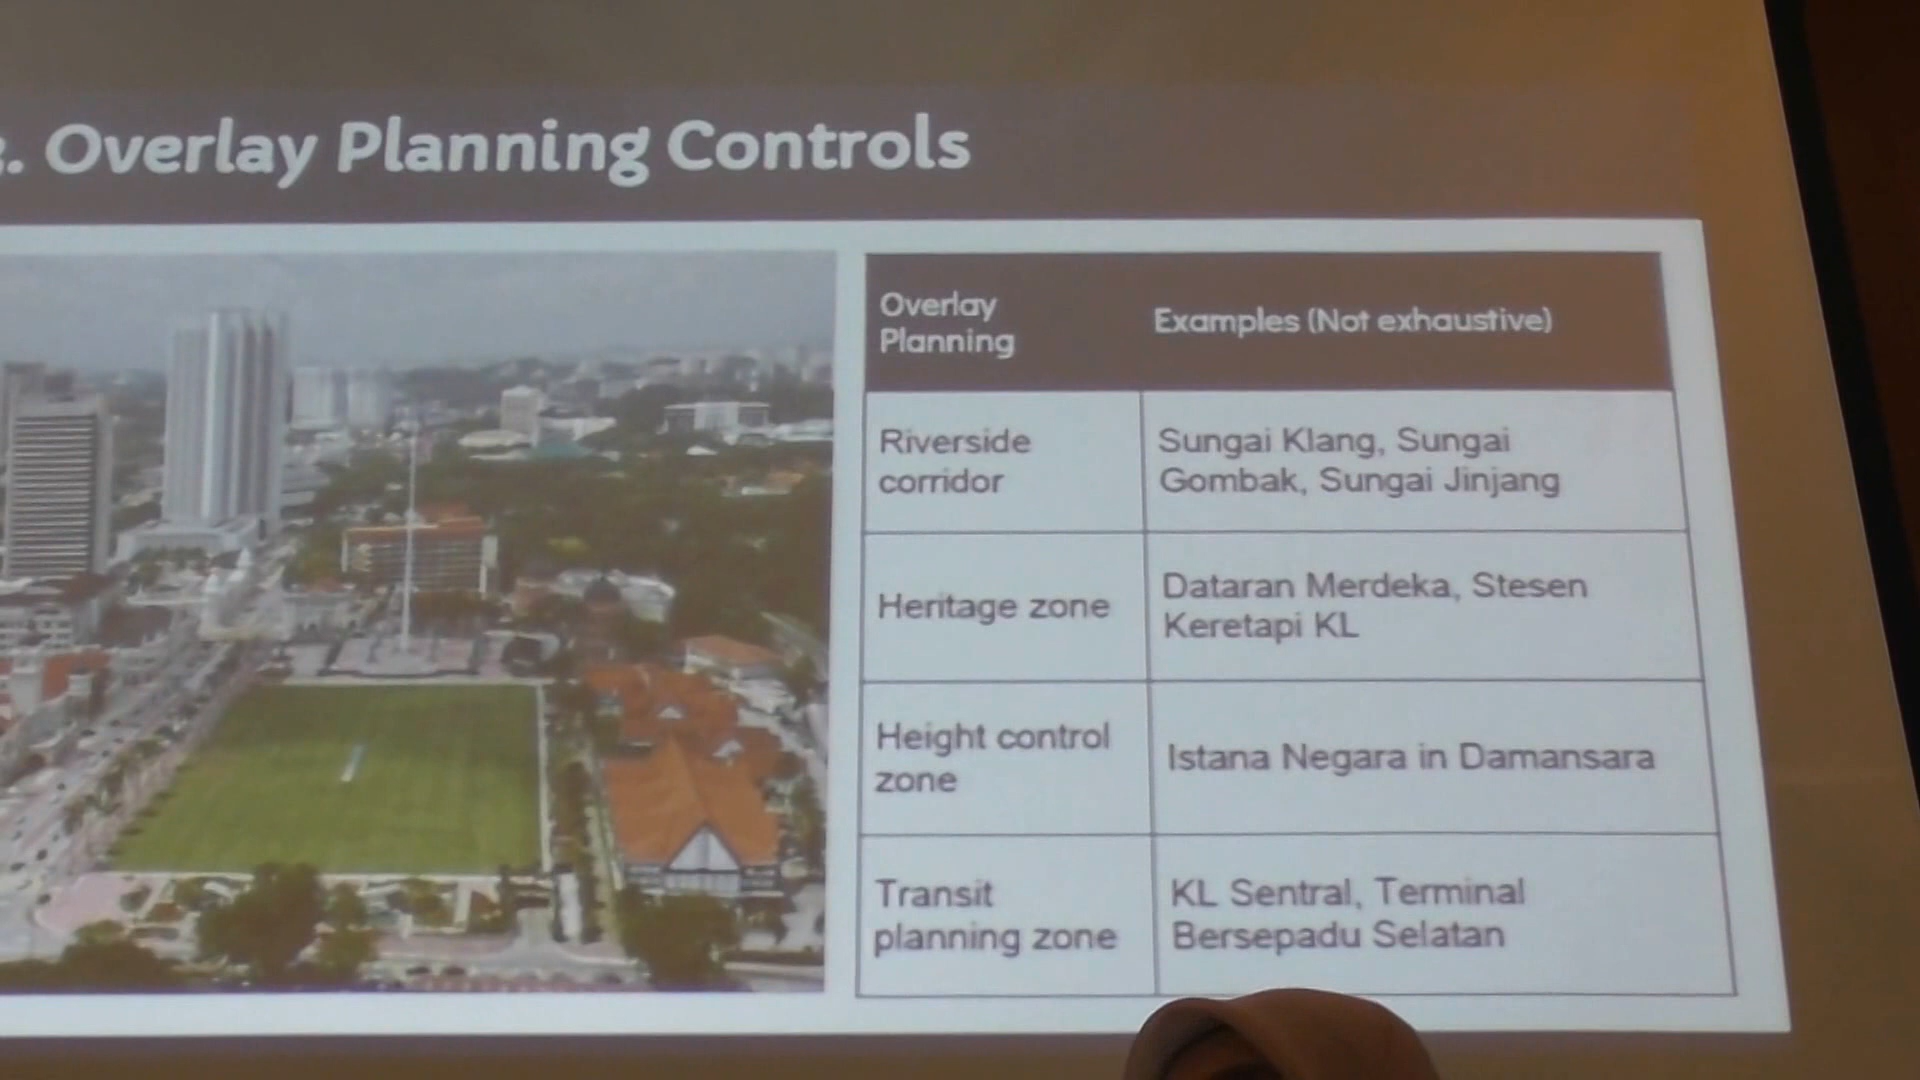 . Overlay Planning Controls
Overlay
Planning
Examples (Not exhaustive)
Riverside
corridor
Sungai Klang, Sungai
Gombak, Sungai Jinjang
Heritage zone
Dataran Merdeka, Stesen
Keretapi KL
Height control
zone
Istana Negara in Damansara
Transit
planning zone
KL Sentral, Terminal
Bersepadu Selatan